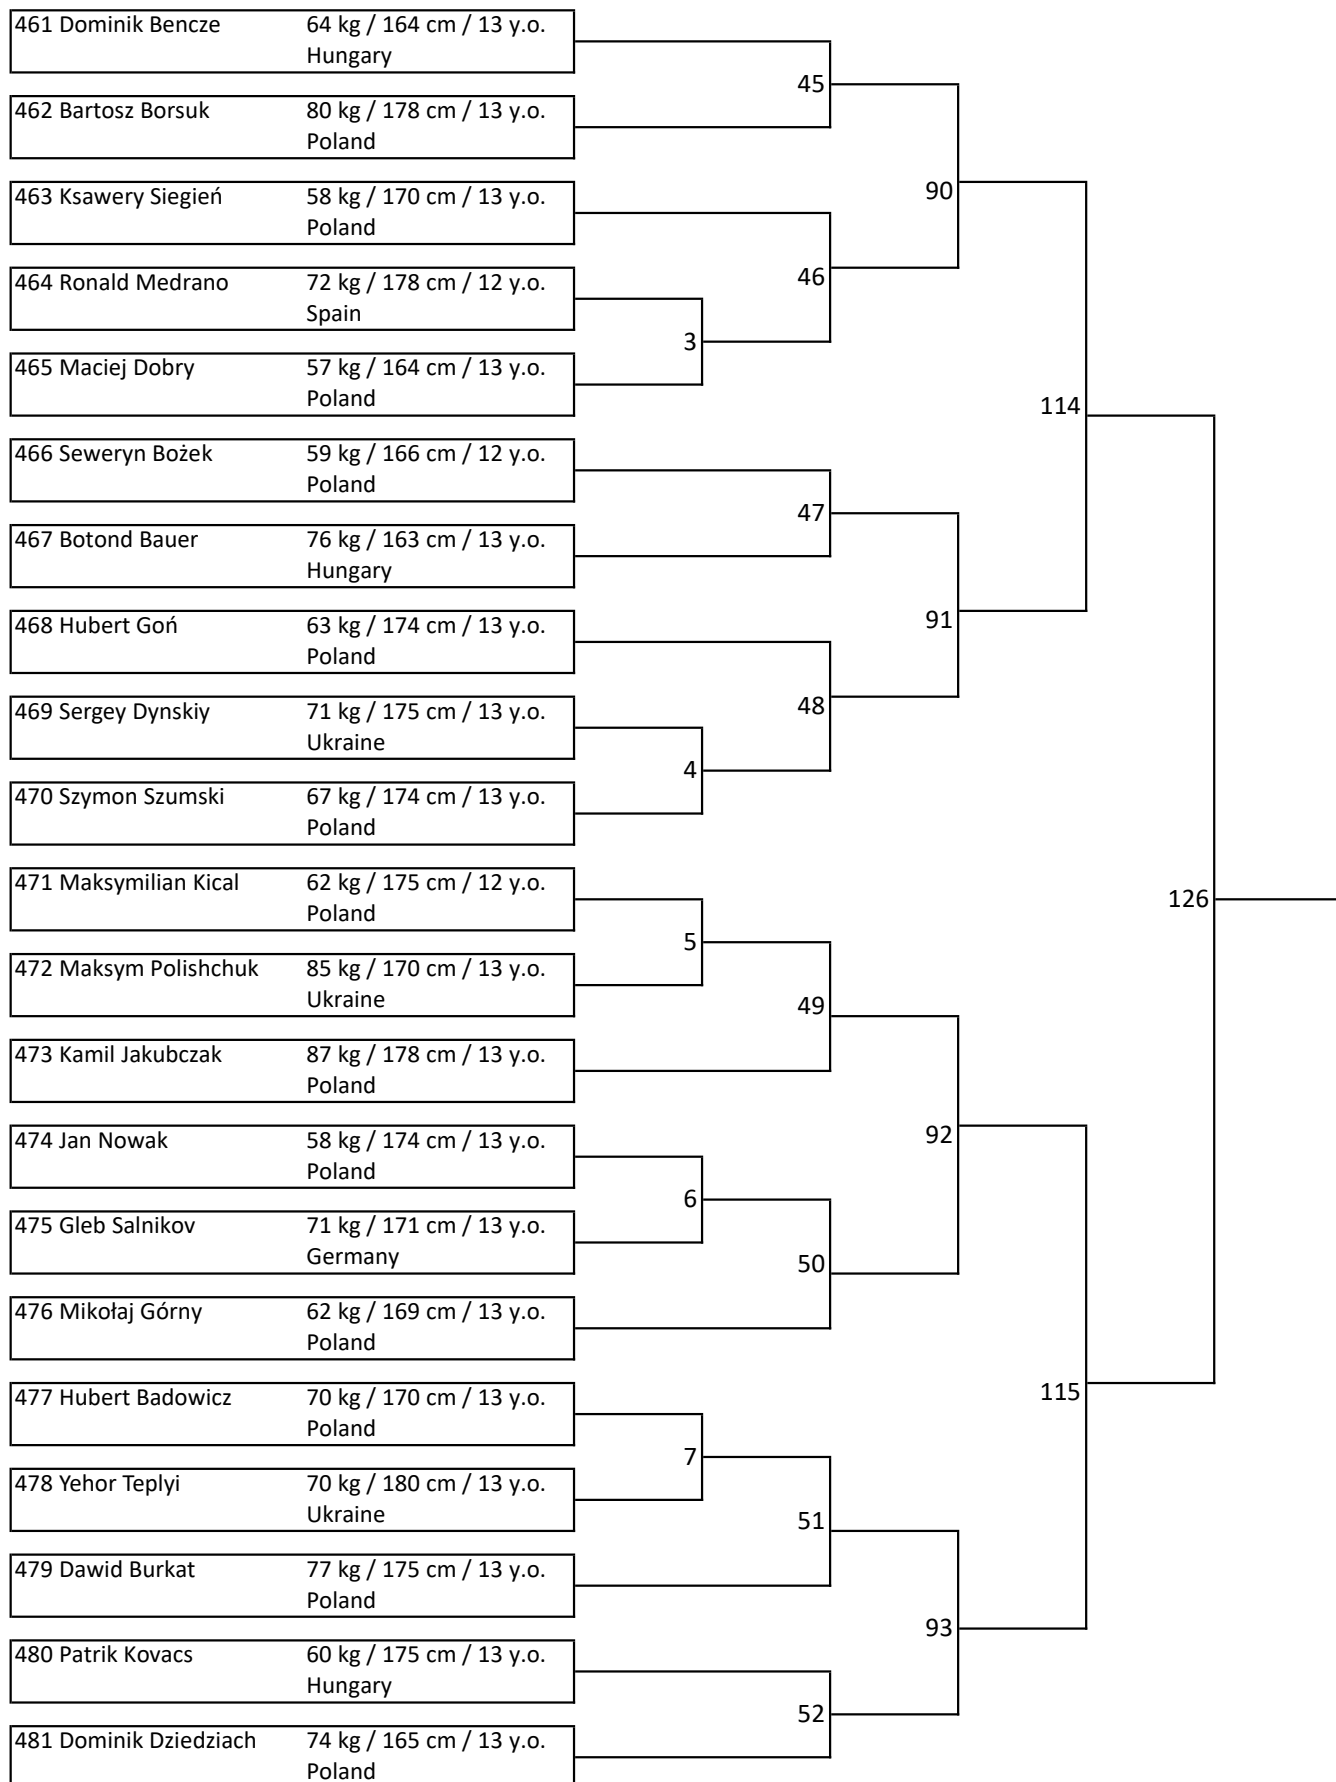 461 Dominik Bencze 64 kg / 164 cm / 13 y.o.
Hungary
45
462 Bartosz Borsuk 80 kg / 178 cm / 13 y.o.
Poland
463 Ksawery Siegień 58 kg / 170 cm / 13 y.o.
90
Poland
464 Ronald Medrano 72 kg / 178 cm / 12 y.o.
46
Spain
3
465 Maciej Dobry 57 kg / 164 cm / 13 y.o.
Poland
114
466 Seweryn Bożek 59 kg / 166 cm / 12 y.o.
Poland
47
467 Botond Bauer 76 kg / 163 cm / 13 y.o.
Hungary
468 Hubert Goń 63 kg / 174 cm / 13 y.o.
91
Poland
469 Sergey Dynskiy 71 kg / 175 cm / 13 y.o.
48
Ukraine
4
470 Szymon Szumski 67 kg / 174 cm / 13 y.o.
Poland
471 Maksymilian Kical 62 kg / 175 cm / 12 y.o.
126
Poland
5
472 Maksym Polishchuk 85 kg / 170 cm / 13 y.o.
Ukraine
49
473 Kamil Jakubczak 87 kg / 178 cm / 13 y.o.
Poland
474 Jan Nowak 58 kg / 174 cm / 13 y.o.
92
Poland
6
475 Gleb Salnikov 71 kg / 171 cm / 13 y.o.
Germany
50
476 Mikołaj Górny 62 kg / 169 cm / 13 y.o.
Poland
477 Hubert Badowicz 70 kg / 170 cm / 13 y.o.
115
Poland
7
478 Yehor Teplyi 70 kg / 180 cm / 13 y.o.
Ukraine
51
479 Dawid Burkat 77 kg / 175 cm / 13 y.o.
Poland
93
480 Patrik Kovacs 60 kg / 175 cm / 13 y.o.
Hungary
52
481 Dominik Dziedziach 74 kg / 165 cm / 13 y.o.
Poland